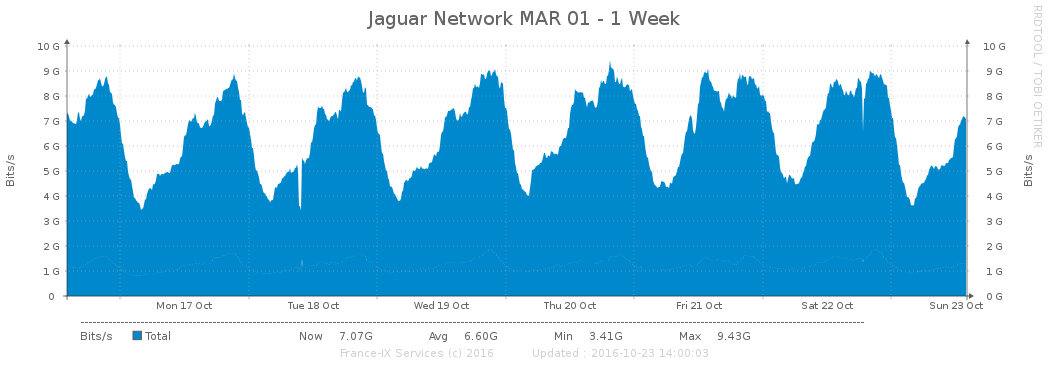 Jaguar Network MAR 01 - 1 Week
RRDTOOL / TOBI OETIKER
Bits/s
10 G
9 G
8 G
7 G
6 G
5 G
4 G
3 G
2 G
1 G
0
10 G
9 G
8 G
7 G
6 G
5 G
4 G
3 G
2 G
1 G
0 G
Bits/s
Mon 17 Oct Tue 18 Oct Wed 19 Oct Thu 20 Oct Fri 21 Oct Sat 22 Oct Sun 23 Oct
Bits/s Total Now 7.07G Avg 6.60G Min 3.41G Max 9.43G
France-IX Services (c) 2016 Updated : 2016-10-23 14:00:03